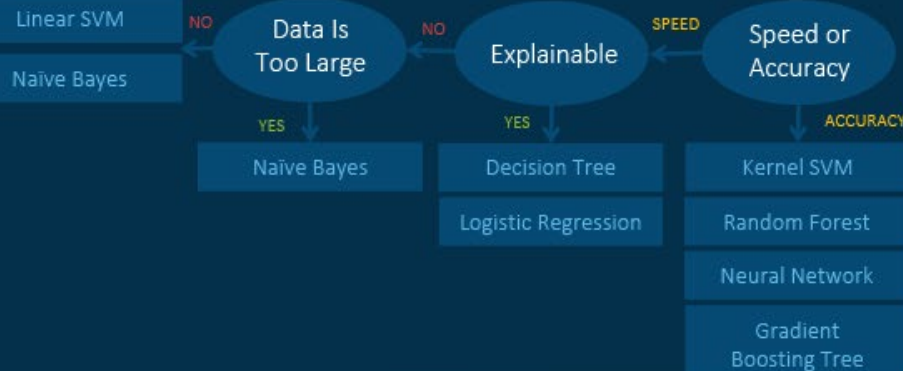 Linear SVM
NO
Data Is
Too Large
NO
Explainable
SPEED
Speed or
Accuracy
Naïve Bayes
YES
YES
ACCURACY
Naïve Bayes
Decision Tree
Kernel SVM
Logistic Regression
Random Forest
Neural Network
Gradient
Boosting Tree